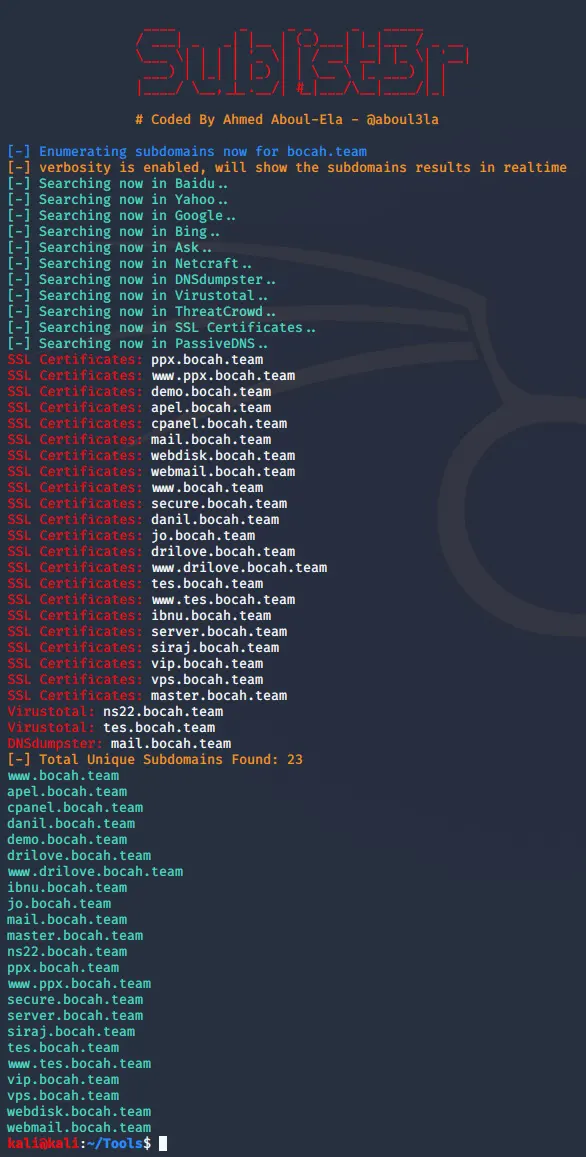 # Coded By Ahmed Aboul-Ela - @aboul3la
[-] Enumerating subdomains now for bocah.team
[-] verbosity is enabled, will show the subdomains results in realtime
[-] Searching now in Baidu..
[-] Searching now in Yahoo..
[-] Searching now in Google..
[-] Searching now in Bing..
[-] Searching now in Ask..
[-] Searching now in Netcraft..
[-] Searching now in DNSdumpster..
[-] Searching now in Virustotal..
[-] Searching now in ThreatCrowd..
[-] Searching now in SSL Certificates..
[-] Searching now in PassiveDNS..
SSL Certificates: ppx.bocah.team
SSL Certificates: www.ppx.bocah.team
SSL Certificates: demo.bocah.team
SSL Certificates: apel.bocah.team
SSL Certificates: cpanel.bocah.team
SSL Certificates: mail.bocah.team
SSL Certificates: webdisk.bocah.team
SSL Certificates: webmail.bocah.team
SSL Certificates: www.bocah.team
SSL Certificates: secure.bocah.team
SSL Certificates: danil.bocah.team
SSL Certificates: jo.bocah.team
SSL Certificates: drilove.bocah.team
SSL Certificates: www.drilove.bocah.team
SSL Certificates: tes.bocah.team
SSL Certificates: www.tes.bocah.team
SSL Certificates: ibnu.bocah.team
SSL Certificates: server.bocah.team
SSL Certificates: siraj.bocah.team
SSL Certificates: vip.bocah.team
SSL Certificates: vps.bocah.team
SSL Certificates: master.bocah.team
Virustotal: ns22.bocah.team
Virustotal: tes.bocah.team
DNSdumpster: mail.bocah.team
[-] Total Unique Subdomains Found: 23
www.bocah.team
apel.bocah.team
cpanel.bocah.team
danil.bocah.team
demo.bocah.team
drilove.bocah.team
www.drilove.bocah.team
ibnu.bocah.team
jo.bocah.team
mail.bocah.team
master.bocah.team
ns22.bocah.team
ppx.bocah.team
www.ppx.bocah.team
secure.bocah.team
server.bocah.team
siraj.bocah.team
tes.bocah.team
www.tes.bocah.team
vip.bocah.team
vps.bocah.team
webdisk.bocah.team
webmail.bocah.team
kali@kali:~/Tools$